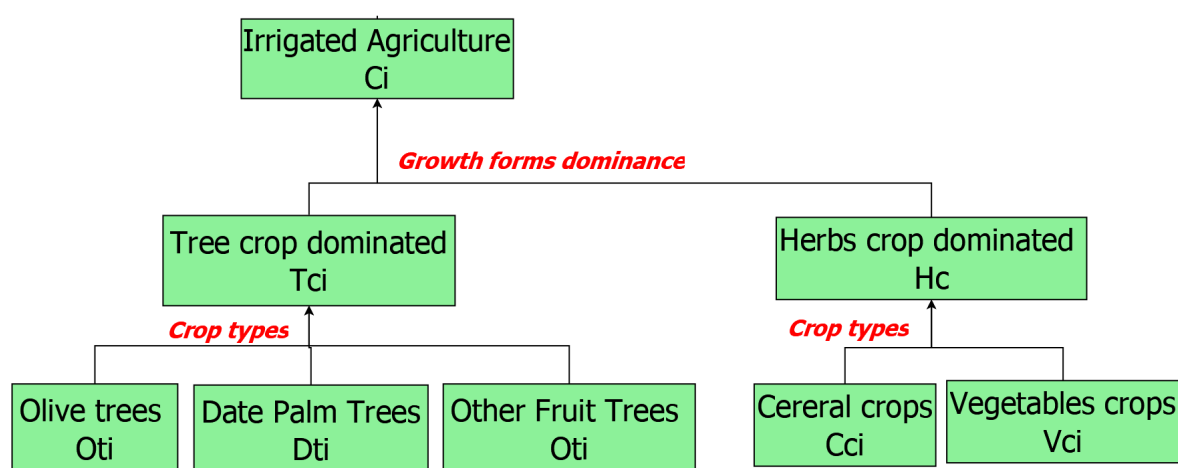 Irrigated Agriculture
Ci
Growth forms dominance
Tree crop dominated
Tci
Herbs crop dominated
Hc
Crop types
Crop types
Olive trees
Oti
Date Palm Trees
Dti
Other Fruit Trees
Oti
Cereral crops
Cci
Vegetables crops
Vci